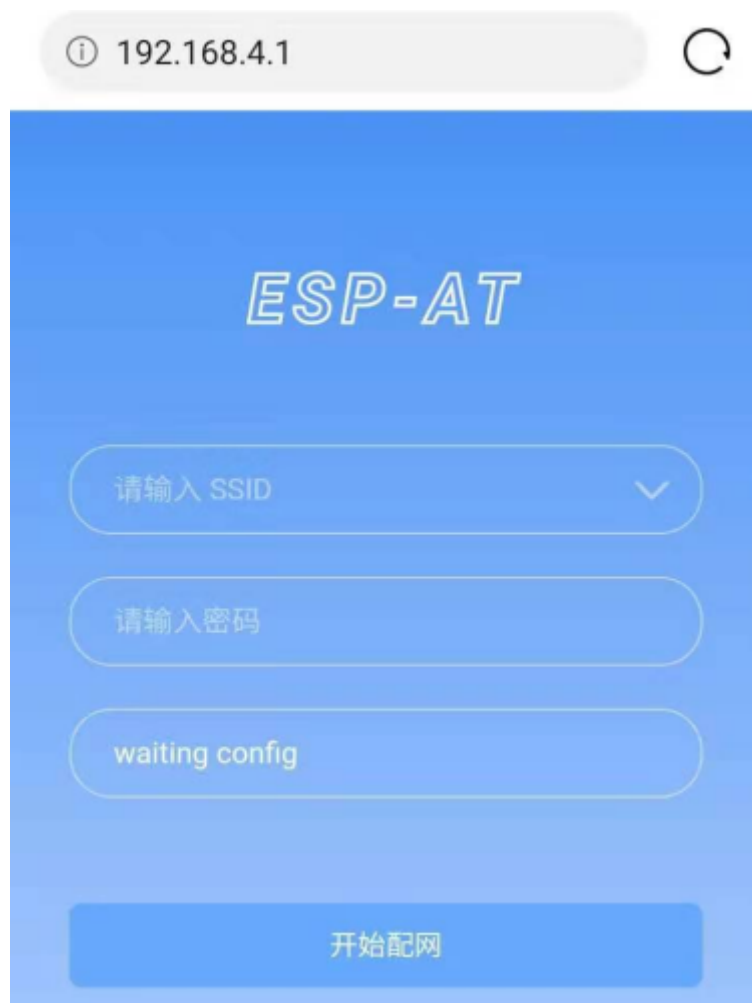 192.168.4.1
ESP-AT
请输入 SSID
请输入密码
waiting config
开始配网